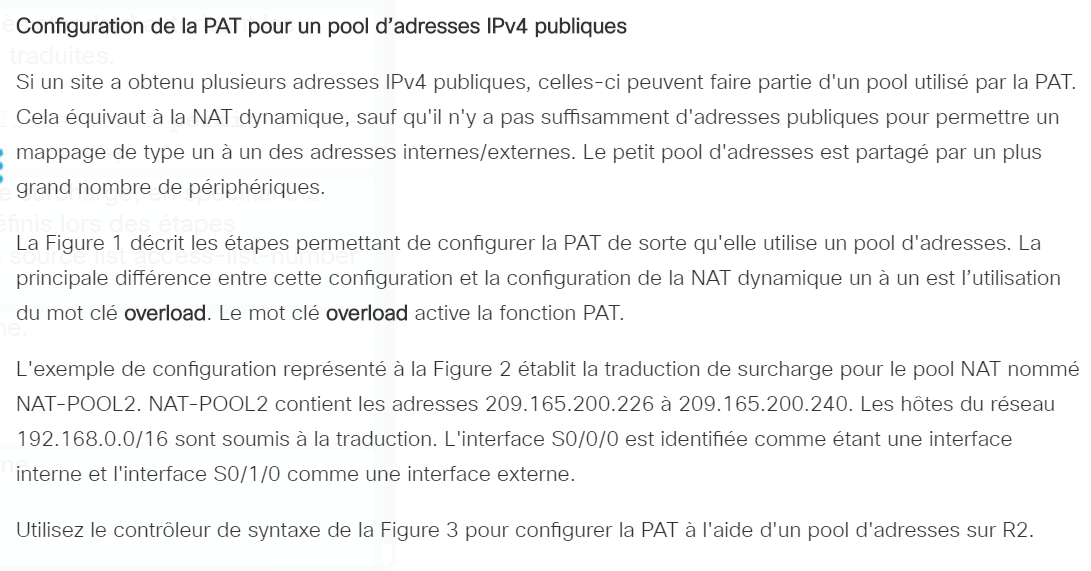 Configuration de la PAT pour un pool d’adresses IPv4 publiques
traduites.
Si un site a obtenu plusieurs adresses IPv4 publiques, celles-ci peuvent faire partie d'un pool utilisé par la PAT.
Cela équivaut à la NAT dynamique, sauf qu'il n'y a pas suffisamment d'adresses publiques pour permettre un
mappage de type un à un des adresses internes/externes. Le petit pool d'adresses est partagé par un plus
grand nombre de périphériques.
éfinis lors des étapes
La Figure 1 décrit les étapes permettant de configurer la PAT de sorte qu'elle utilise un pool d'adresses. La
source list access-list-number
principale différence entre cette configuration et la configuration de la NAT dynamique un à un est l’utilisation
du mot clé overload. Le mot clé overload active la fonction PAT.
L'exemple de configuration représenté à la Figure 2 établit la traduction de surcharge pour le pool NAT nommé
NAT-POOL2. NAT-POOL2 contient les adresses 209.165.200.226 à 209.165.200.240. Les hôtes du réseau
192.168.0.0/16 sont soumis à la traduction. L'interface S0/0/0 est identifiée comme étant une interface
interne et l'interface S0/1/0 comme une interface externe.
Utilisez le contrôleur de syntaxe de la Figure 3 pour configurer la PAT à l'aide d'un pool d'adresses sur R2.